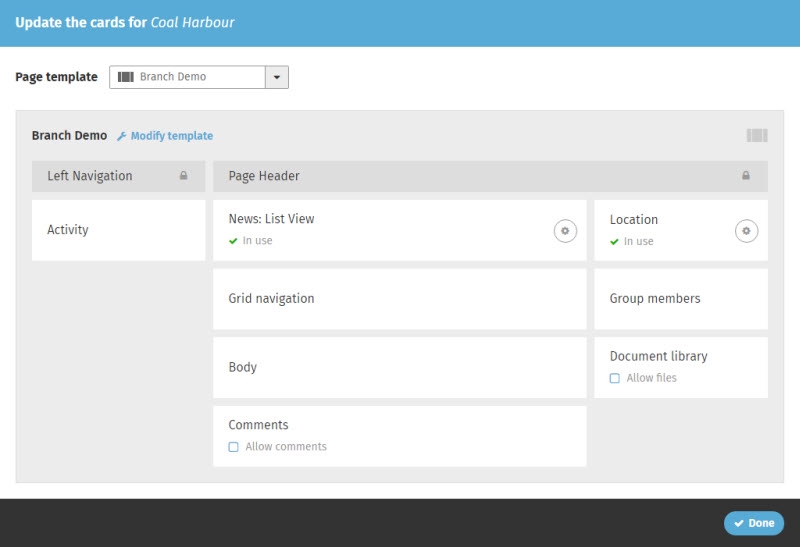 Update the cards for Coal Harbour
Page template Branch Demo
Branch Demo Modify template
Left Navigation Page Header
Activity
News: List View
In use
Location
In use
Grid navigation
Group members
Body
Document library
Allow files
Comments
Allow comments
Done